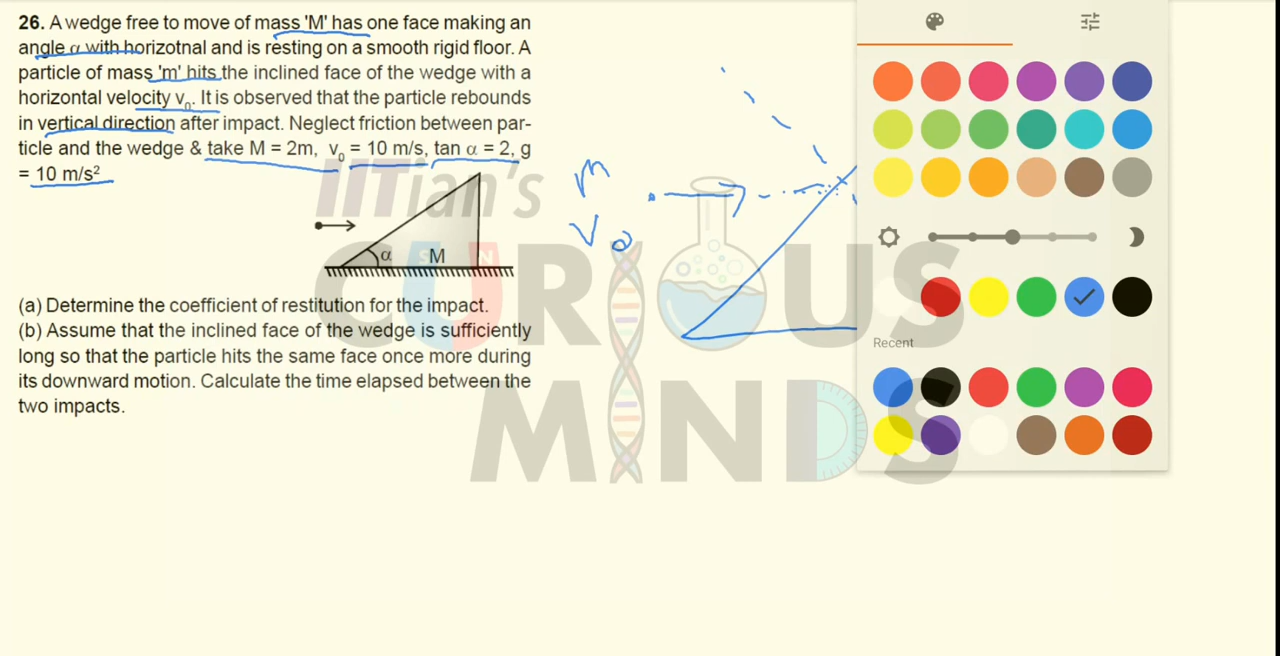 26. A wedge free to move of mass 'M' has one face making an
angle α with horizotnal and is resting on a smooth rigid floor. A
particle of mass 'm' hits the inclined face of the wedge with a
horizontal velocity v₀. It is observed that the particle rebounds
in vertical direction after impact. Neglect friction between par-
ticle and the wedge & take M = 2m, v₀ = 10 m/s, tan α = 2, g
= 10 m/s²
α M
(a) Determine the coefficient of restitution for the impact.
(b) Assume that the inclined face of the wedge is sufficiently
long so that the particle hits the same face once more during
its downward motion. Calculate the time elapsed between the
two impacts.
m
V₀
IITian's
CURIOUS
MINDS
S N
Recent